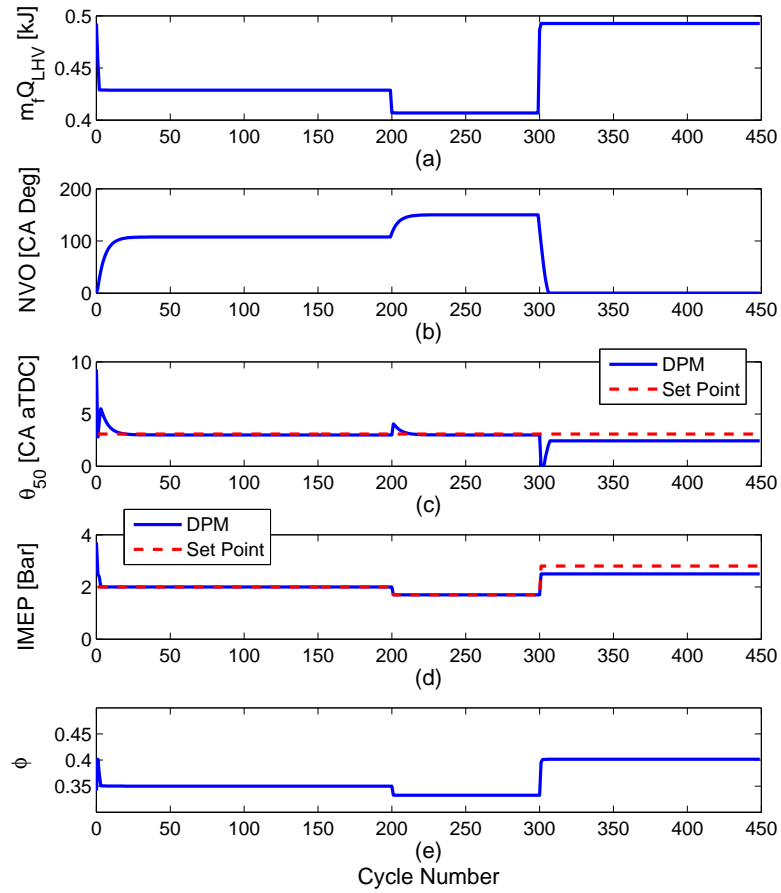 m_fQ_LHV [kJ]
0.5
0.45
0.4
0 50 100 150 200 250 300 350 400 450
(a)
NVO [CA Deg]
200
100
0
0 50 100 150 200 250 300 350 400 450
(b)
θ_50 [CA aTDC]
10
5
0
DPM
Set Point
0 50 100 150 200 250 300 350 400 450
(c)
IMEP [Bar]
4
2
0
DPM
Set Point
0 50 100 150 200 250 300 350 400 450
(d)
ϕ
0.45
0.4
0.35
0 50 100 150 200 250 300 350 400 450
(e)
Cycle Number